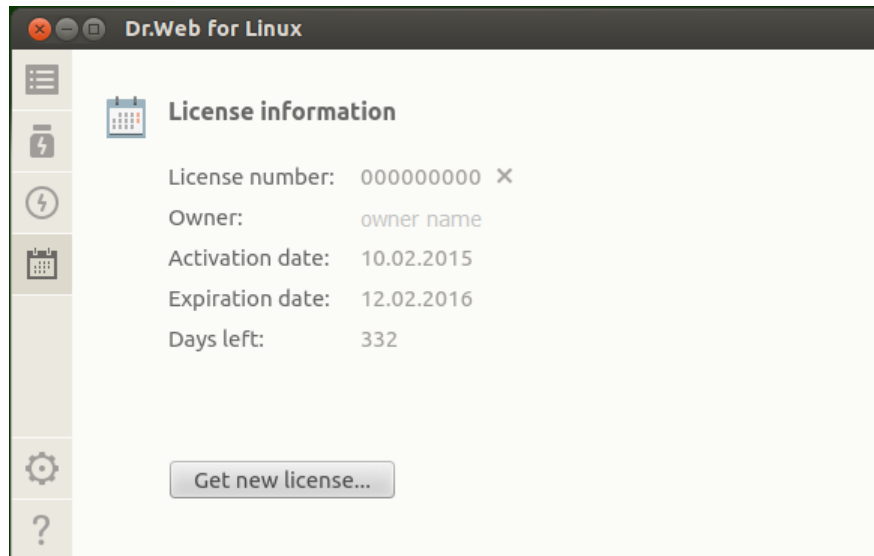 Dr.Web for Linux
License information
License number: 000000000 ×
Owner: owner name
Activation date: 10.02.2015
Expiration date: 12.02.2016
Days left: 332
Get new license...
?